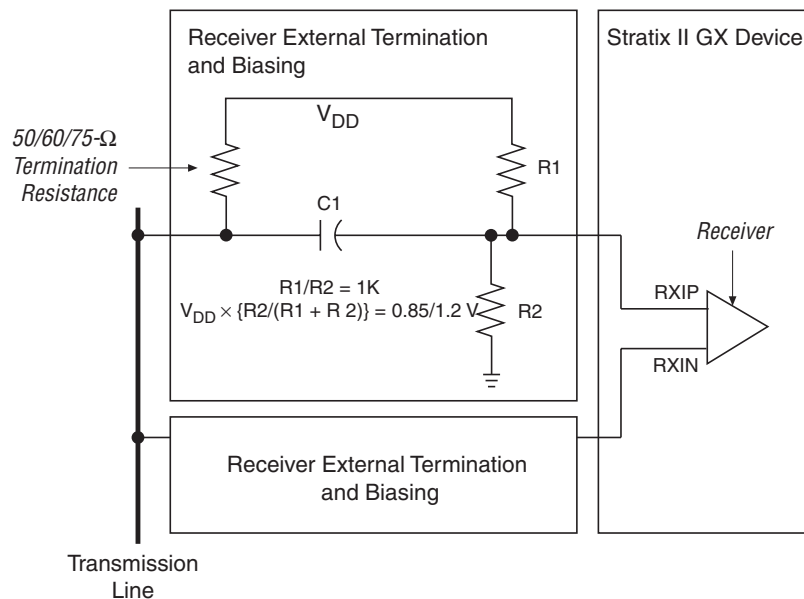 Receiver External Termination
and Biasing
Stratix II GX Device
V_DD
50/60/75-Ω
Termination
Resistance
R1
C1
Receiver
R1/R2 = 1K
V_DD × {R2/(R1 + R 2)} = 0.85/1.2 V
R2
RXIP
RXIN
Receiver External Termination
and Biasing
Transmission
Line